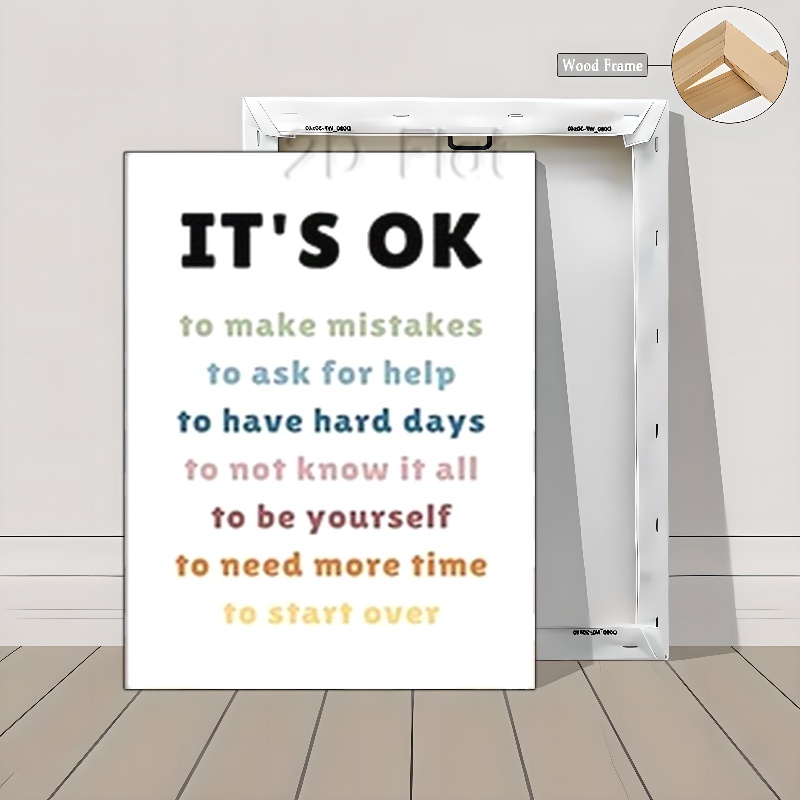 Wood Frame
2D Flat
IT'S OK
to make mistakes
to ask for help
to have hard days
to not know it all
to be yourself
to need more time
to start over